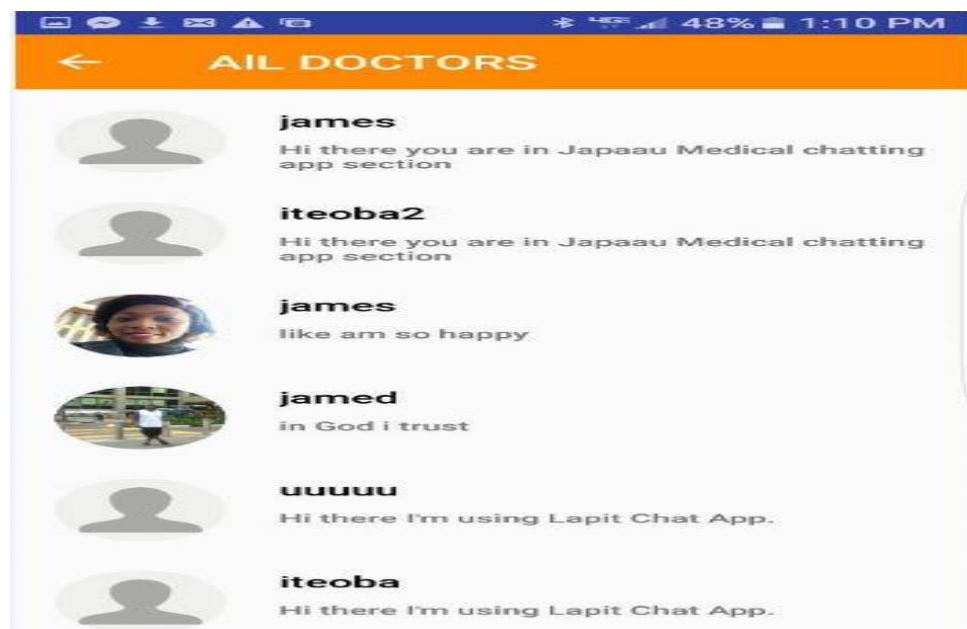 48% 1:10 PM
AlL DOCTORS
james
Hi there you are in Japaau Medical chatting
app section
iteoba2
Hi there you are in Japaau Medical chatting
app section
james
like am so happy
jamed
in God i trust
uuuuu
Hi there I'm using Lapit Chat App.
iteoba
Hi there I'm using Lapit Chat App.